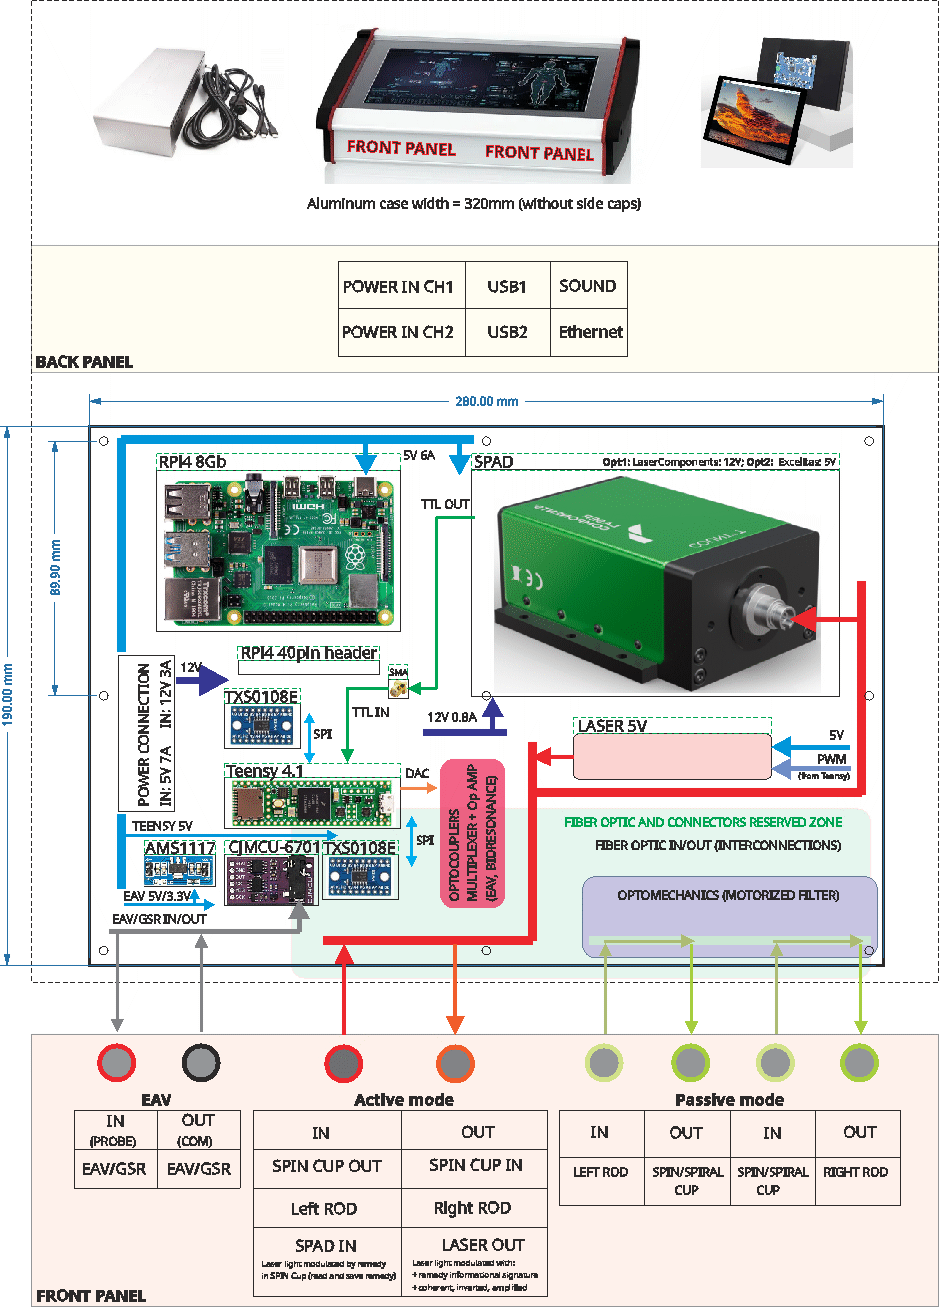 FRONT PANEL FRONT PANEL
Aluminum case width = 320mm (without side caps)
POWER IN CH1 USB1 SOUND
POWER IN CH2 USB2 Ethernet
BACK PANEL
280.00 mm
190.00 mm
89.90 mm
RPI4 8Gb
5V 6A
SPAD
Opt1: LaserComponents: 12V; Opt2: Excelitas: 5V
TTL OUT
HDMI
RPI4 40pin header
SMA
12V
POWER CONNECTION
IN: 5V 7A IN: 12V 3A
TXS0108E
SPI
TTL IN
12V 0.8A
LASER 5V
5V
PWM
(from Teensy)
Teensy 4.1
DAC
OPTOCOUPLERS
MULTIPLEXER + Op AMP
(EAV, BIORESONANCE)
TEENSY 5V
SPI
FIBER OPTIC AND CONNECTORS RESERVED ZONE
FIBER OPTIC IN/OUT (INTERCONNECTIONS)
AMS1117
CJMCU-6701
TXS0108E
OPTOMECHANICS (MOTORIZED FILTER)
EAV 5V/3.3V
EAV/GSR IN/OUT
EAV
Active mode
Passive mode
IN
(PROBE)
OUT
(COM)
EAV/GSR EAV/GSR
IN OUT
SPIN CUP OUT SPIN CUP IN
Left ROD Right ROD
SPAD IN
Laser light modulated by remedy
in SPIN Cup (read and save remedy)
LASER OUT
Laser light modulated with:
+ remedy informational signature
+ coherent, inverted, amplified
IN OUT IN OUT
LEFT ROD
SPIN/SPIRAL
CUP
SPIN/SPIRAL
CUP
RIGHT ROD
FRONT PANEL